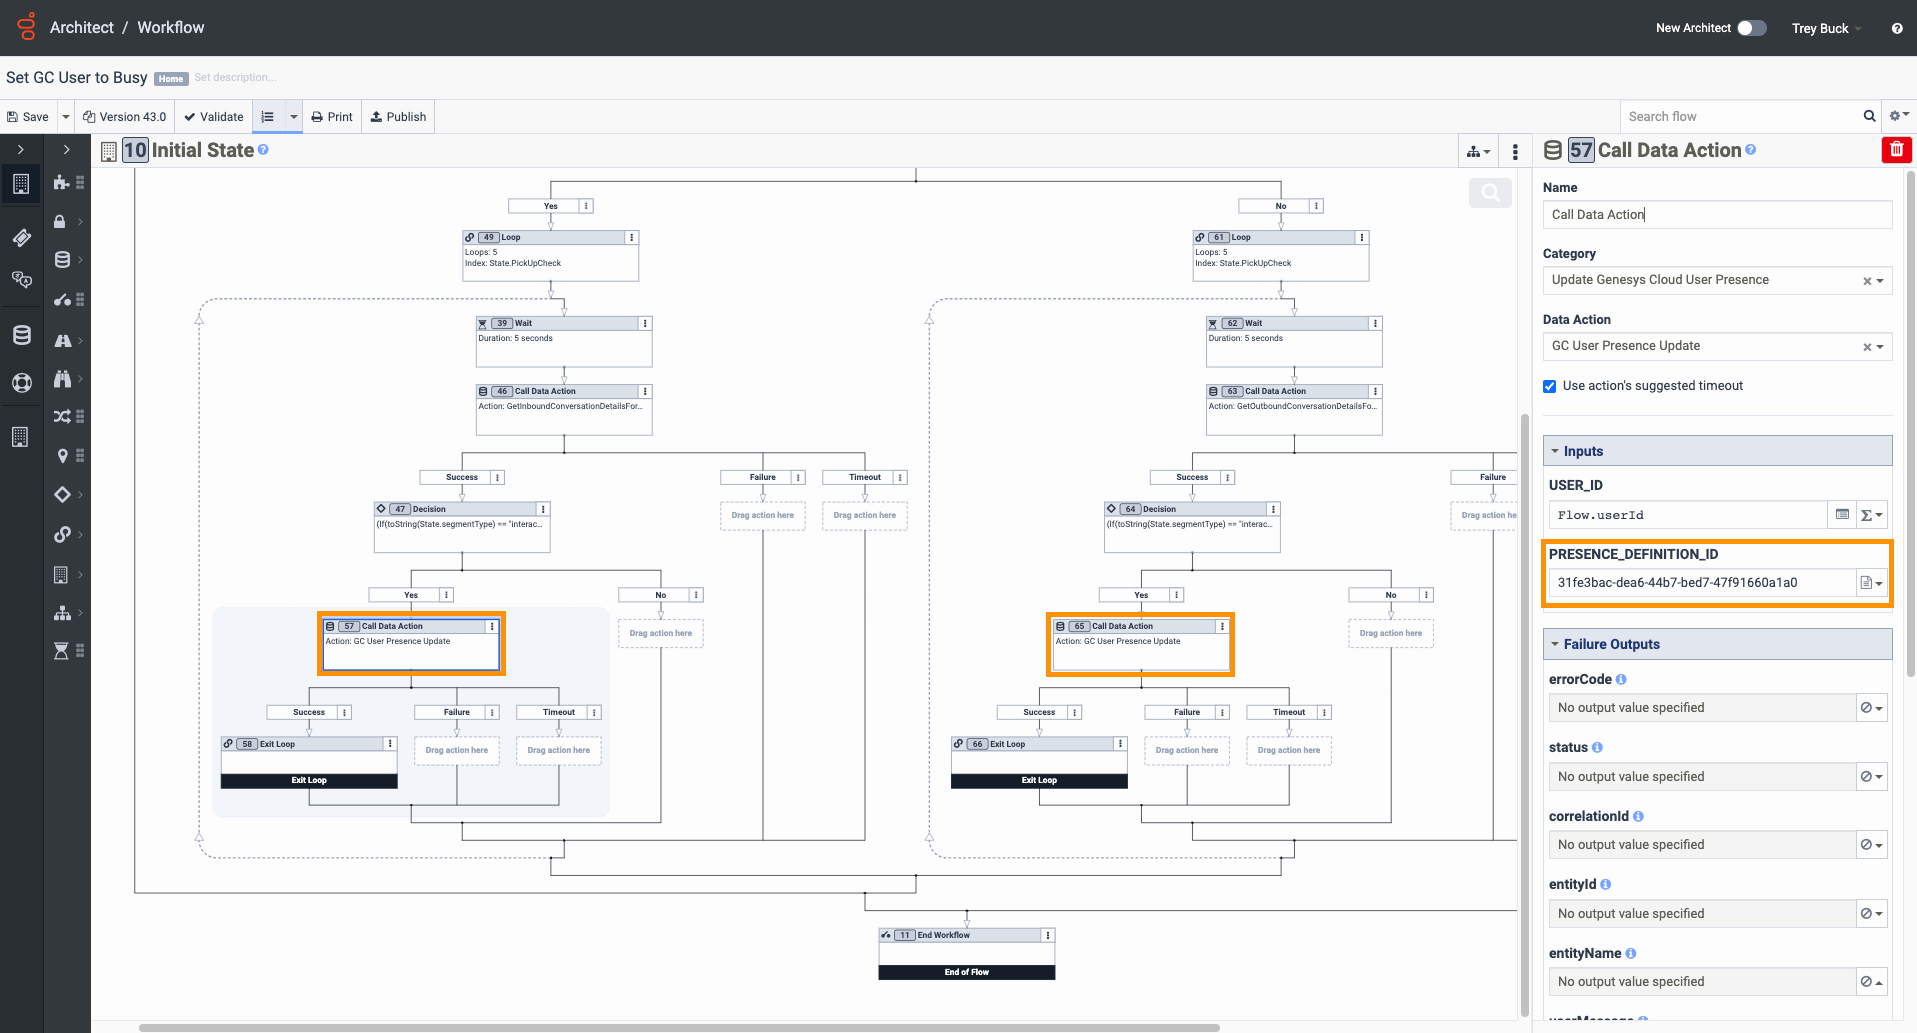 Architect / Workflow
New Architect
Trey Buck
Set GC User to Busy
Home
Set description...
Save
Version 43.0
Validate
Print
Publish
Search flow
10 Initial State
57 Call Data Action
Yes
No
49 Loop
Loops: 5
Index: State.PickUpCheck
61 Loop
Loops: 5
Index: State.PickUpCheck
39 Wait
Duration: 5 seconds
62 Wait
Duration: 5 seconds
46 Call Data Action
Action: GetInboundConversationDetailsFor...
63 Call Data Action
Action: GetOutboundConversationDetailsFo...
Success
Failure
Timeout
Success
Failure
47 Decision
(If(toString(State.segmentType) == "interac...
Drag action here
Drag action here
64 Decision
(If(toString(State.segmentType) == "interac...
Drag action he
Yes
No
Yes
No
57 Call Data Action
Action: GC User Presence Update
Drag action here
65 Call Data Action
Action: GC User Presence Update
Drag action here
Success
Failure
Timeout
Success
Failure
Timeout
58 Exit Loop
Exit Loop
Drag action here
Drag action here
66 Exit Loop
Exit Loop
Drag action here
Drag action here
11 End Workflow
End of Flow
Name
Call Data Action
Category
Update Genesys Cloud User Presence
Data Action
GC User Presence Update
Use action's suggested timeout
Inputs
USER_ID
Flow.userId
PRESENCE_DEFINITION_ID
31fe3bac-dea6-44b7-bed7-47f91660a1a0
Failure Outputs
errorCode
No output value specified
status
No output value specified
correlationId
No output value specified
entityId
No output value specified
entityName
No output value specified
userMessage